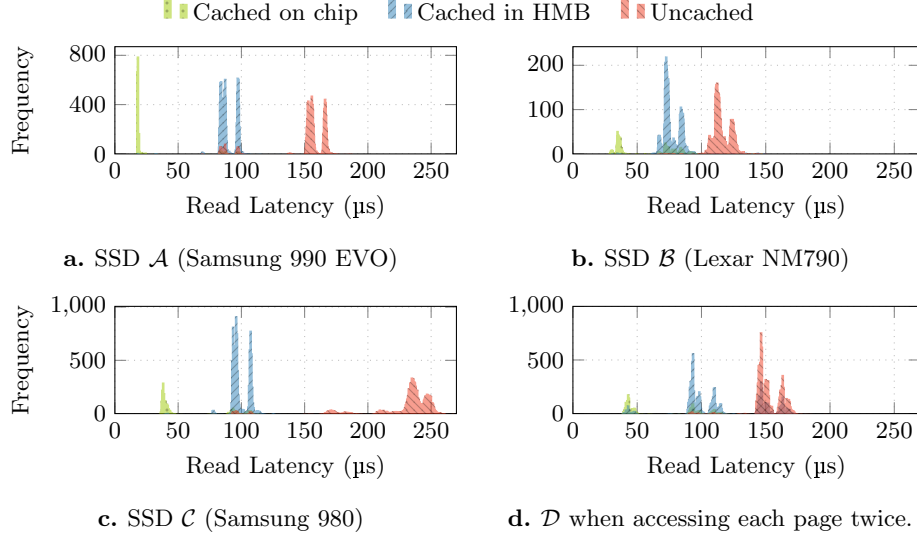 Cached on chip Cached in HMB Uncached
800
400
0
0 50 100 150 200 250
Frequency
Read Latency (µs)
a. SSD 𝒜 (Samsung 990 EVO)
200
100
0
0 50 100 150 200 250
Read Latency (µs)
b. SSD ℬ (Lexar NM790)
1,000
500
0
0 50 100 150 200 250
Frequency
Read Latency (µs)
c. SSD 𝒞 (Samsung 980)
1,000
500
0
0 50 100 150 200 250
Read Latency (µs)
d. 𝒟 when accessing each page twice.